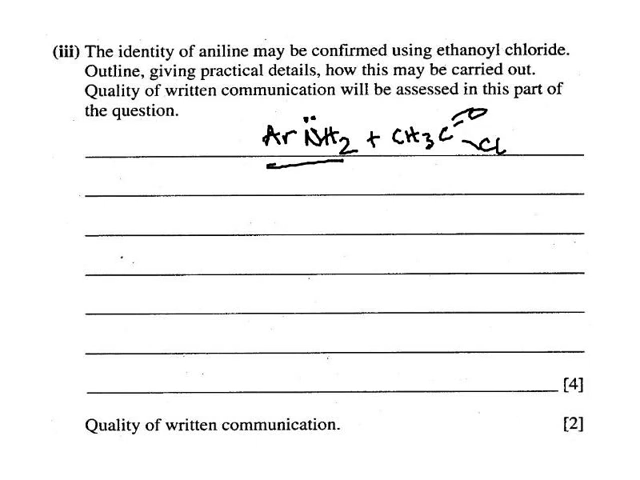 (iii) The identity of aniline may be confirmed using ethanoyl chloride.
Outline, giving practical details, how this may be carried out.
Quality of written communication will be assessed in this part of
the question.
Ar N̈H2 + CH3C=O -Cl
[4]
Quality of written communication. [2]